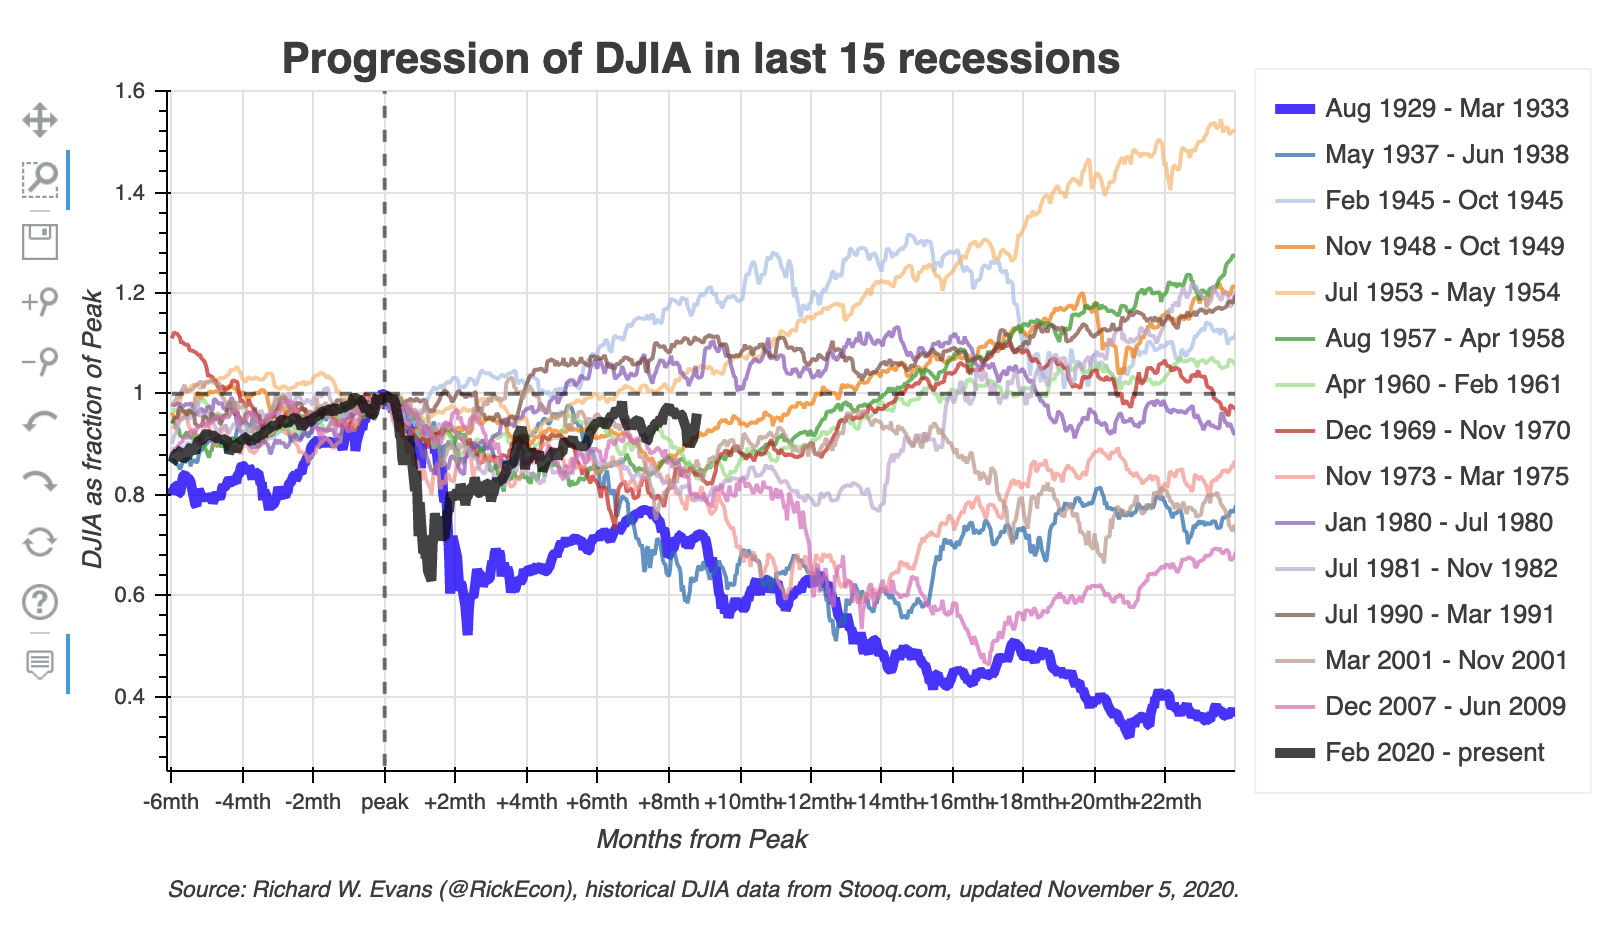 Progression of DJIA in last 15 recessions
1.6
1.4
1.2
1
0.8
0.6
0.4
DJIA as fraction of Peak
-6mth -4mth -2mth peak +2mth +4mth +6mth +8mth +10mth +12mth +14mth +16mth +18mth +20mth +22mth
Months from Peak
Aug 1929 - Mar 1933
May 1937 - Jun 1938
Feb 1945 - Oct 1945
Nov 1948 - Oct 1949
Jul 1953 - May 1954
Aug 1957 - Apr 1958
Apr 1960 - Feb 1961
Dec 1969 - Nov 1970
Nov 1973 - Mar 1975
Jan 1980 - Jul 1980
Jul 1981 - Nov 1982
Jul 1990 - Mar 1991
Mar 2001 - Nov 2001
Dec 2007 - Jun 2009
Feb 2020 - present
Source: Richard W. Evans (@RickEcon), historical DJIA data from Stooq.com, updated November 5, 2020.